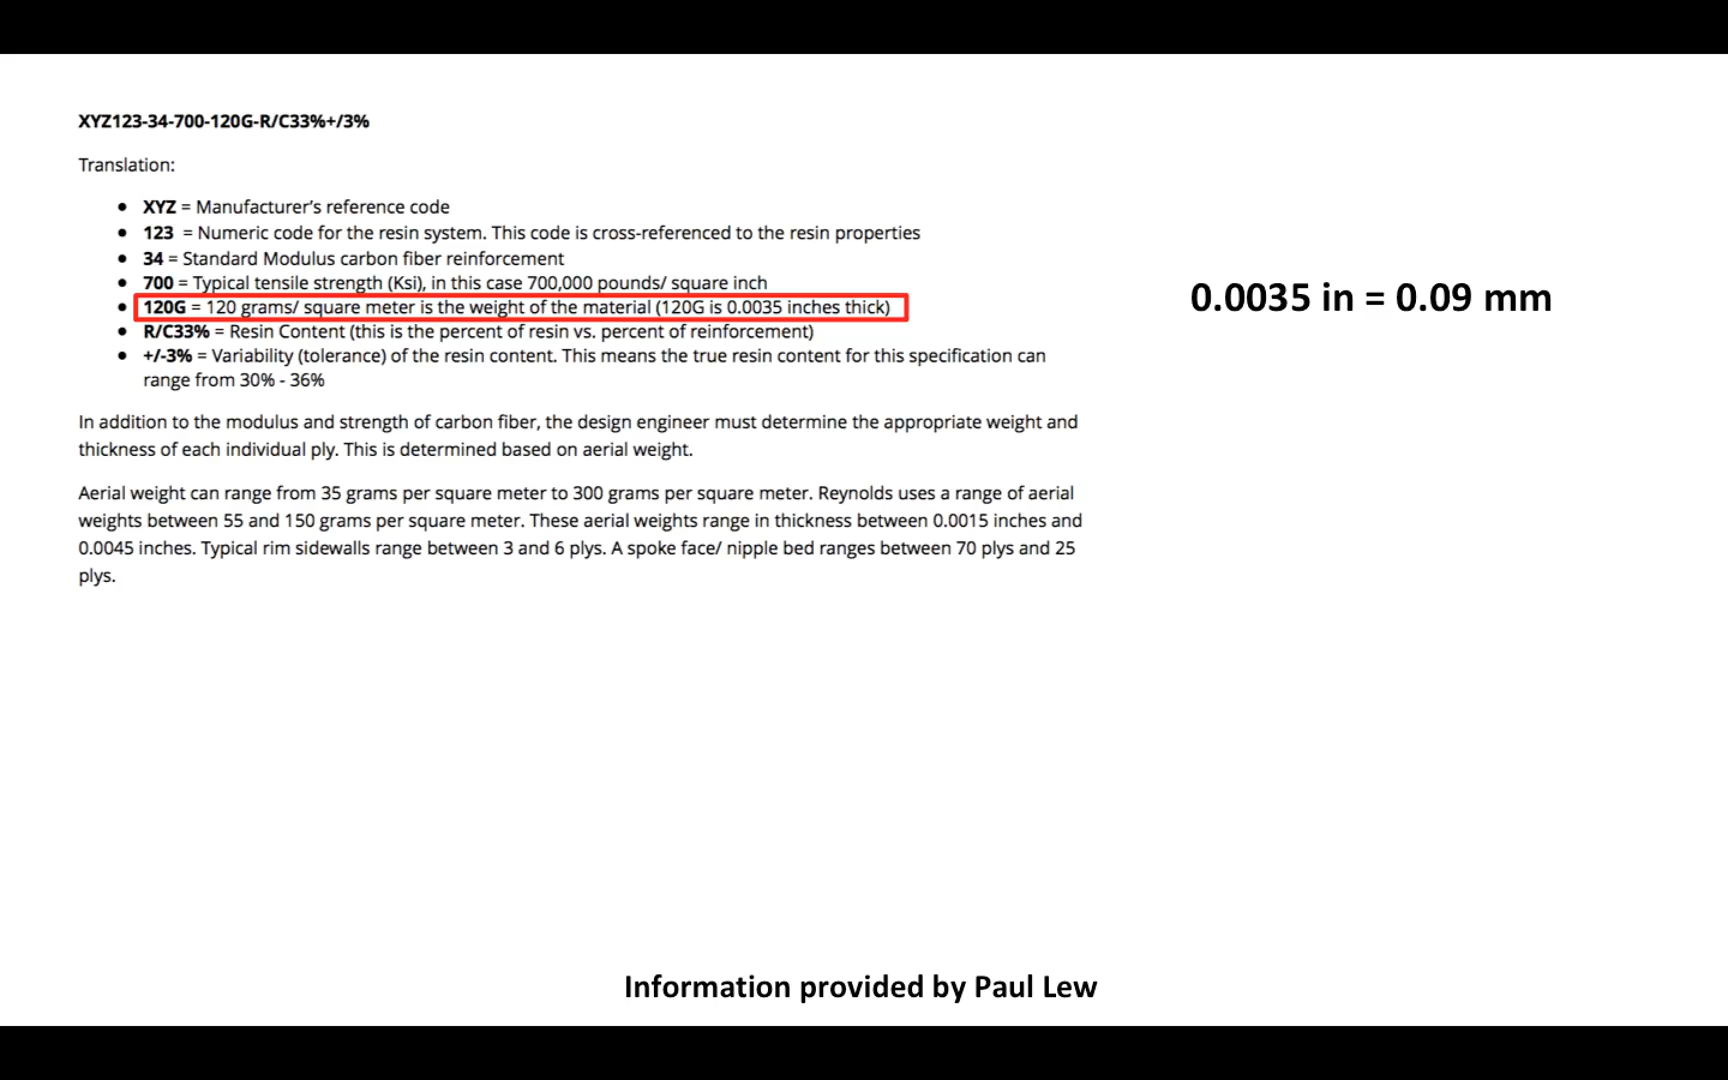 XYZ123-34-700-120G-R/C33%+/3%
Translation:
• XYZ = Manufacturer's reference code
• 123 = Numeric code for the resin system. This code is cross-referenced to the resin properties
• 34 = Standard Modulus carbon fiber reinforcement
• 700 = Typical tensile strength (Ksi), in this case 700,000 pounds/ square inch
• 120G = 120 grams/ square meter is the weight of the material (120G is 0.0035 inches thick)
0.0035 in = 0.09 mm
• R/C33% = Resin Content (this is the percent of resin vs. percent of reinforcement)
• +/-3% = Variability (tolerance) of the resin content. This means the true resin content for this specification can
range from 30% - 36%
In addition to the modulus and strength of carbon fiber, the design engineer must determine the appropriate weight and
thickness of each individual ply. This is determined based on aerial weight.
Aerial weight can range from 35 grams per square meter to 300 grams per square meter. Reynolds uses a range of aerial
weights between 55 and 150 grams per square meter. These aerial weights range in thickness between 0.0015 inches and
0.0045 inches. Typical rim sidewalls range between 3 and 6 plys. A spoke face/ nipple bed ranges between 70 plys and 25
plys.
Information provided by Paul Lew